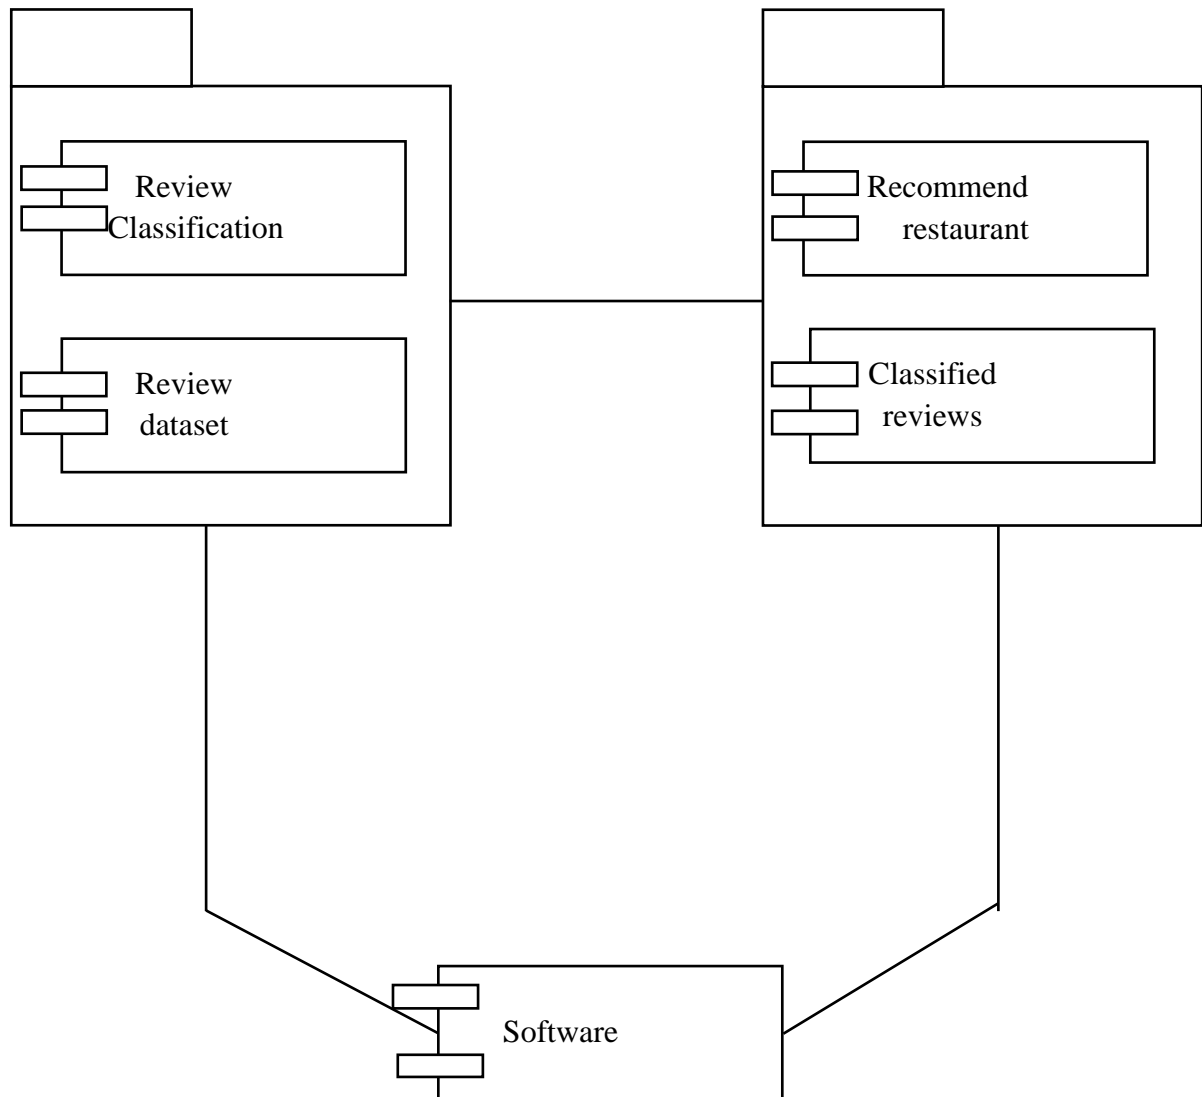 Review
Classification
Review
dataset
Recommend
restaurant
Classified
reviews
Software